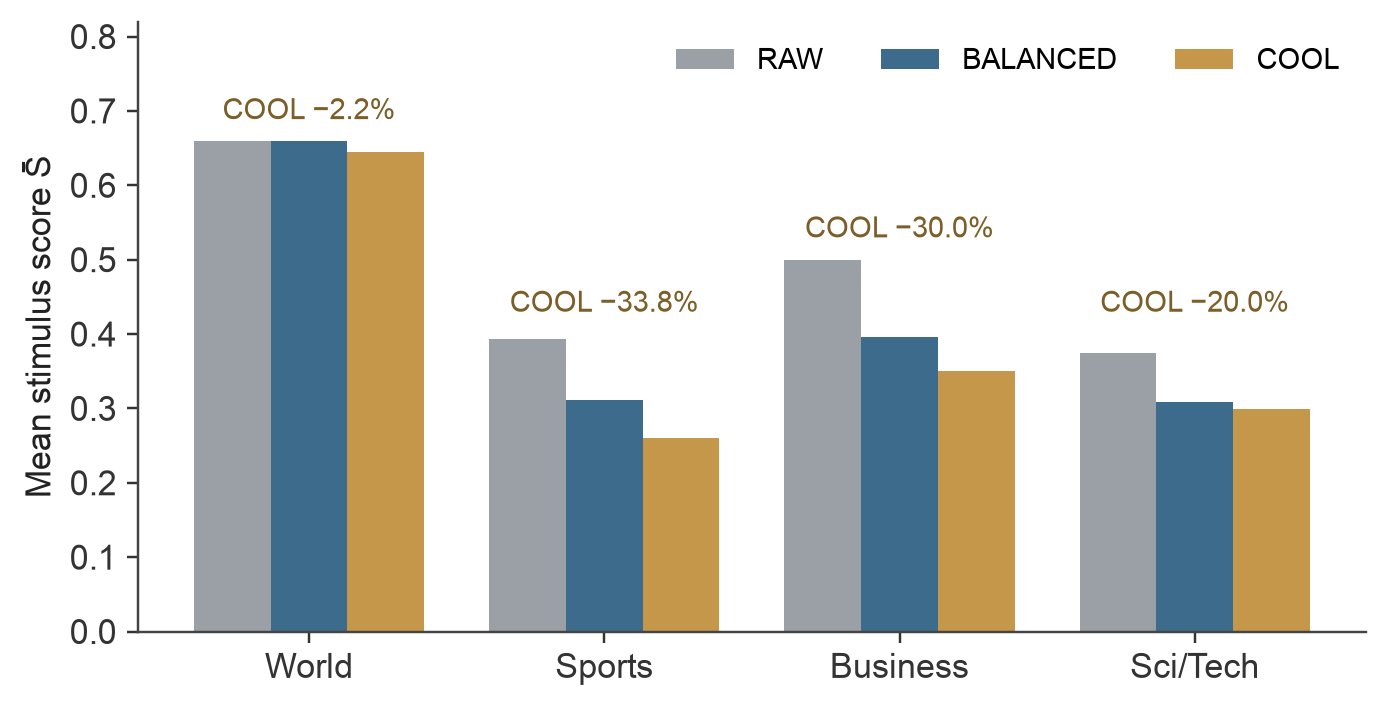 RAW
BALANCED
COOL
Mean stimulus score S̄
0.8
0.7
0.6
0.5
0.4
0.3
0.2
0.1
0.0
COOL −2.2%
COOL −33.8%
COOL −30.0%
COOL −20.0%
World
Sports
Business
Sci/Tech